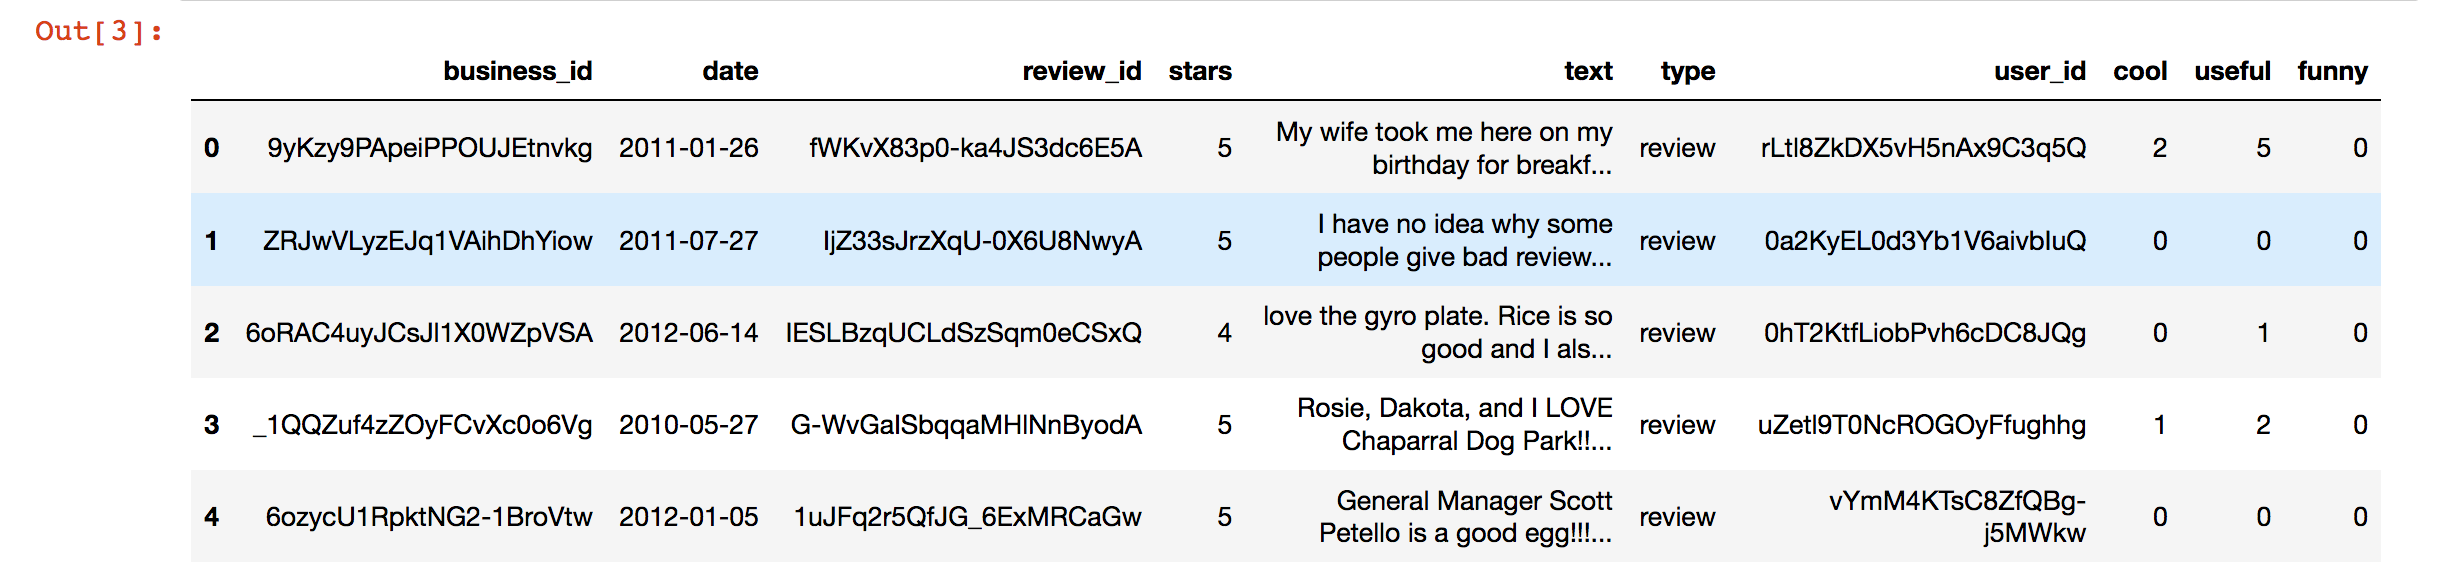 Out[3]:
business_id date review_id stars text type user_id cool useful funny
0 9yKzy9PApeiPPOUJEtnvkg 2011-01-26 fWKvX83p0-ka4JS3dc6E5A 5 My wife took me here on my birthday for breakf... review rLtl8ZkDX5vH5nAx9C3q5Q 2 5 0
1 ZRJwVLyzEJq1VAihDhYiow 2011-07-27 IjZ33sJrzXqU-0X6U8NwyA 5 I have no idea why some people give bad review... review 0a2KyEL0d3Yb1V6aivbIuQ 0 0 0
2 6oRAC4uyJCsJl1X0WZpVSA 2012-06-14 IESLBzqUCLdSzSqm0eCSxQ 4 love the gyro plate. Rice is so good and I als... review 0hT2KtfLiobPvh6cDC8JQg 0 1 0
3 _1QQZuf4zZOyFCvXc0o6Vg 2010-05-27 G-WvGaISbqqaMHlNnByodA 5 Rosie, Dakota, and I LOVE Chaparral Dog Park!!... review uZetl9T0NcROGOyFfughhg 1 2 0
4 6ozycU1RpktNG2-1BroVtw 2012-01-05 1uJFq2r5QfJG_6ExMRCaGw 5 General Manager Scott Petello is a good egg!!!... review vYmM4KTsC8ZfQBg-j5MWkw 0 0 0